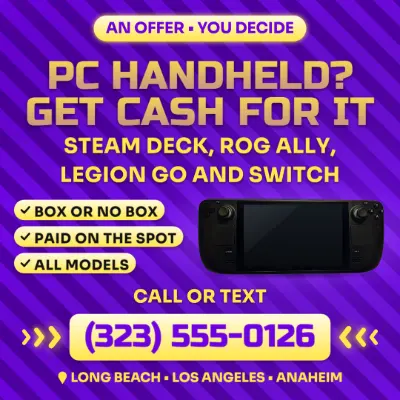 AN OFFER • YOU DECIDE
PC HANDHELD?
GET CASH FOR IT
STEAM DECK, ROG ALLY,
LEGION GO AND SWITCH
BOX OR NO BOX
PAID ON THE SPOT
ALL MODELS
CALL OR TEXT
(323) 555-0126
LONG BEACH • LOS ANGELES • ANAHEIM